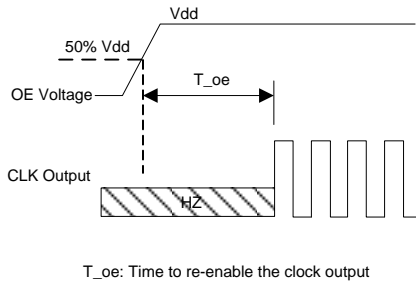 Vdd
50% Vdd
T_oe
OE Voltage
CLK Output
HZ
T_oe: Time to re-enable the clock output